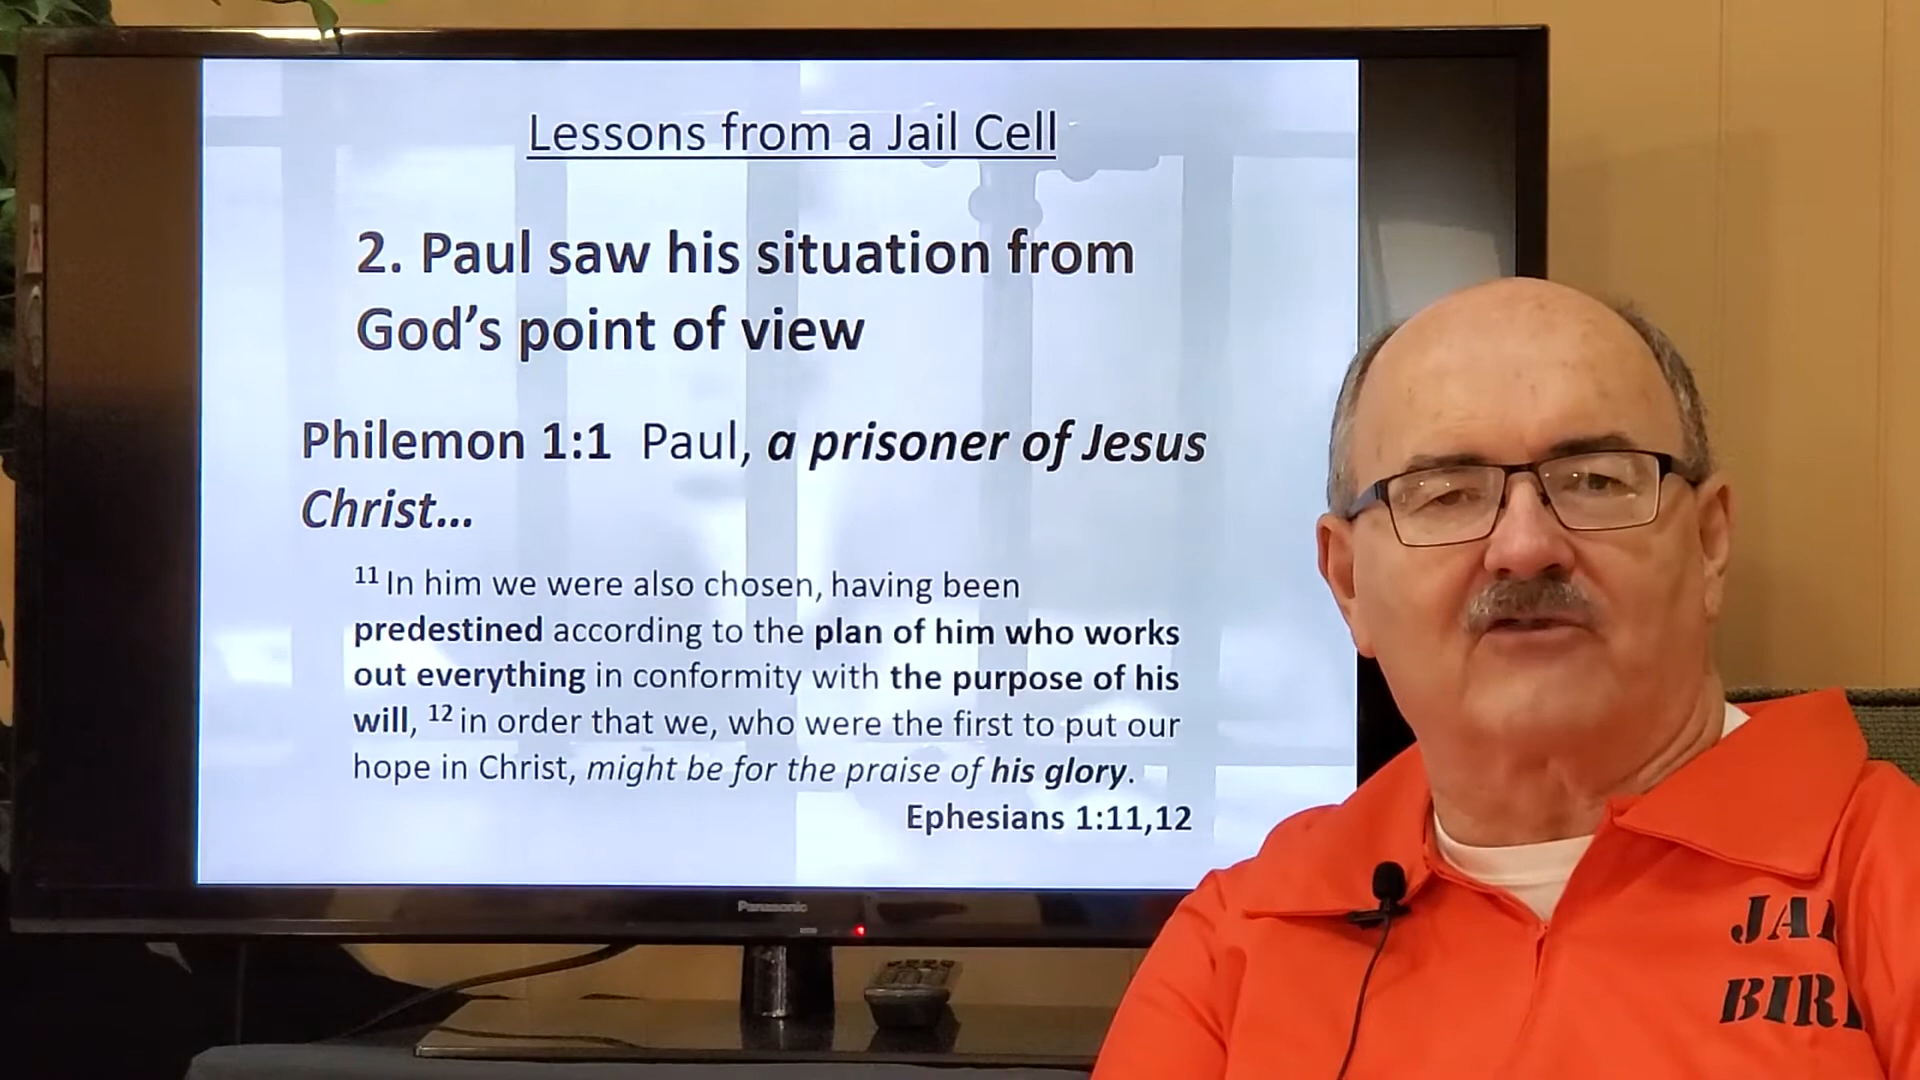 Lessons from a Jail Cell
2. Paul saw his situation from
God's point of view
Philemon 1:1 Paul, a prisoner of Jesus
Christ...
11 In him we were also chosen, having been
predestined according to the plan of him who works
out everything in conformity with the purpose of his
will, 12 in order that we, who were the first to put our
hope in Christ, might be for the praise of his glory.
Ephesians 1:11,12
Panasonic
JAI
BIR